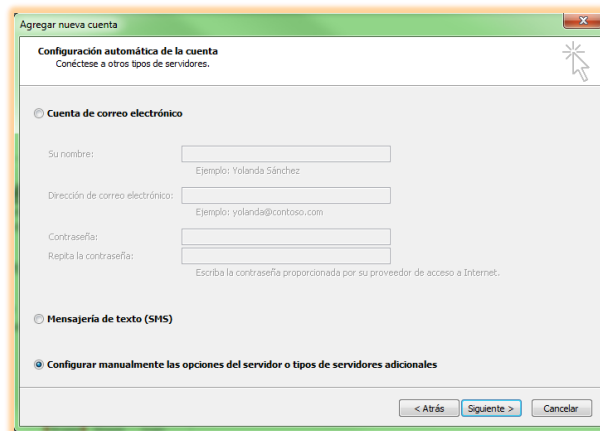 Agregar nueva cuenta
Configuración automática de la cuenta
Conéctese a otros tipos de servidores.
Cuenta de correo electrónico
Su nombre:
Ejemplo: Yolanda Sánchez
Dirección de correo electrónico:
Ejemplo: yolanda@contoso.com
Contraseña:
Repita la contraseña:
Escriba la contraseña proporcionada por su proveedor de acceso a Internet.
Mensajería de texto (SMS)
Configurar manualmente las opciones del servidor o tipos de servidores adicionales
< Atrás Siguiente > Cancelar